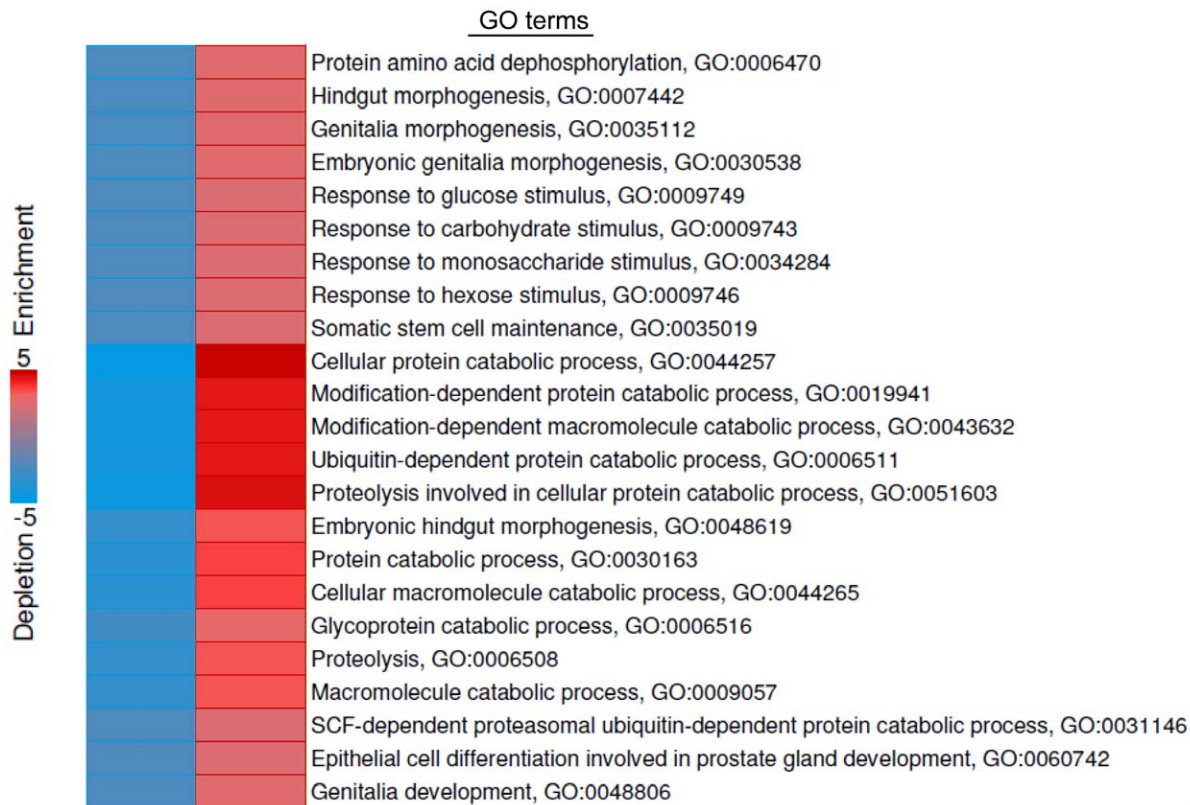 GO terms
Protein amino acid dephosphorylation, GO:0006470
Hindgut morphogenesis, GO:0007442
Genitalia morphogenesis, GO:0035112
Embryonic genitalia morphogenesis, GO:0030538
Response to glucose stimulus, GO:0009749
Response to carbohydrate stimulus, GO:0009743
Response to monosaccharide stimulus, GO:0034284
Response to hexose stimulus, GO:0009746
Somatic stem cell maintenance, GO:0035019
Cellular protein catabolic process, GO:0044257
Modification-dependent protein catabolic process, GO:0019941
Modification-dependent macromolecule catabolic process, GO:0043632
Ubiquitin-dependent protein catabolic process, GO:0006511
Proteolysis involved in cellular protein catabolic process, GO:0051603
Embryonic hindgut morphogenesis, GO:0048619
Protein catabolic process, GO:0030163
Cellular macromolecule catabolic process, GO:0044265
Glycoprotein catabolic process, GO:0006516
Proteolysis, GO:0006508
Macromolecule catabolic process, GO:0009057
SCF-dependent proteasomal ubiquitin-dependent protein catabolic process, GO:0031146
Epithelial cell differentiation involved in prostate gland development, GO:0060742
Genitalia development, GO:0048806
Enrichment
5
-5
Depletion